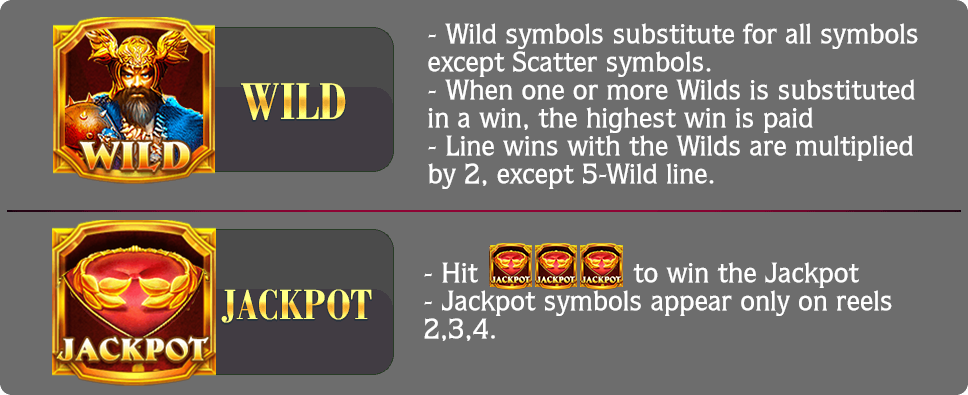 WILD
WILD
- Wild symbols substitute for all symbols
except Scatter symbols.
- When one or more Wilds is substituted
in a win, the highest win is paid
- Line wins with the Wilds are multiplied
by 2, except 5-Wild line.
JACKPOT
JACKPOT
- Hit JACKPOT JACKPOT JACKPOT to win the Jackpot
- Jackpot symbols appear only on reels
2,3,4.